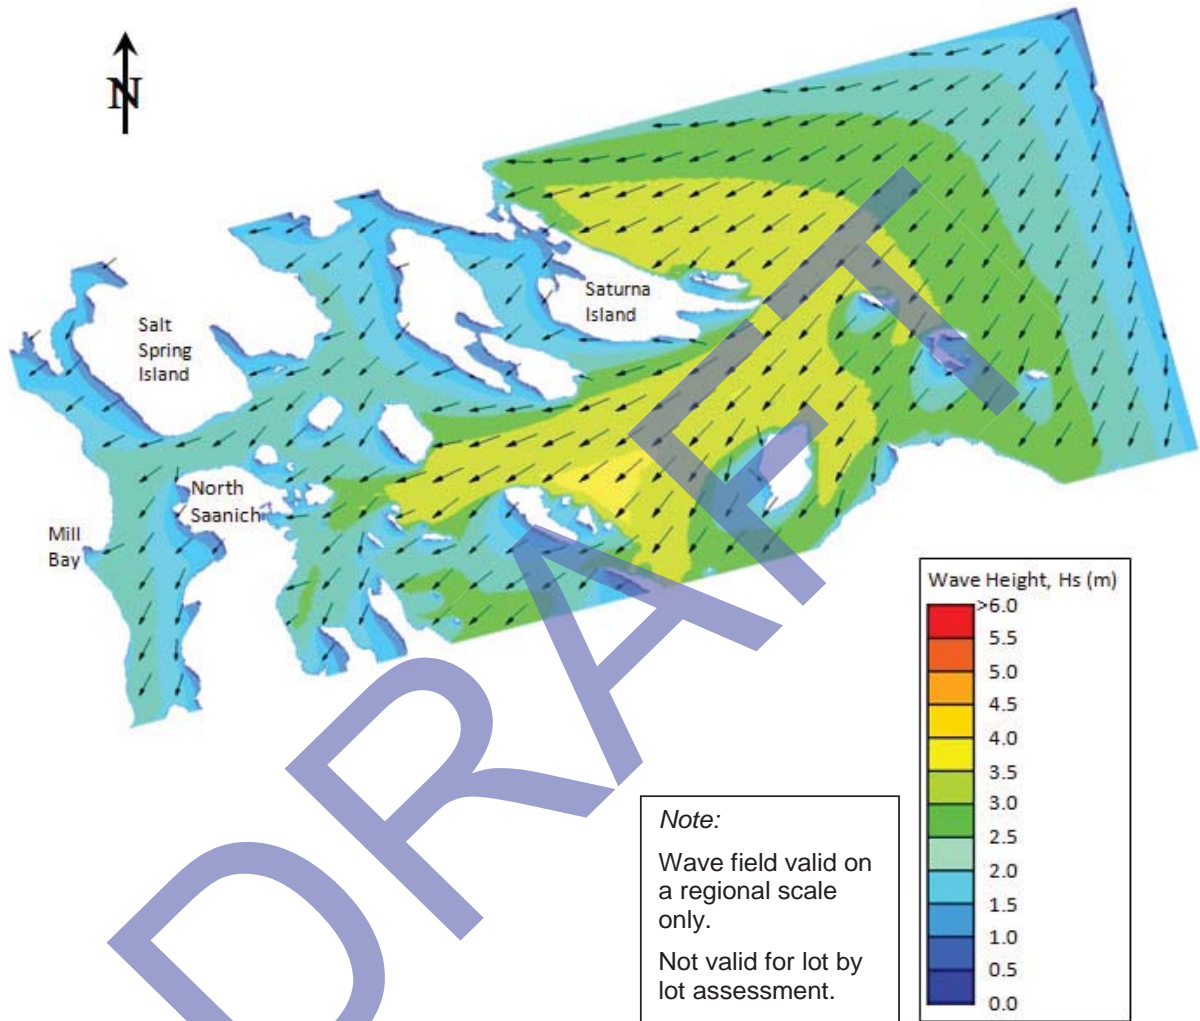 N
Saturna
Island
Salt
Spring
Island
North
Saanich
Mill
Bay
DRAFT
Wave Height, Hs (m)
>6.0
5.5
5.0
4.5
4.0
3.5
3.0
2.5
2.0
1.5
1.0
0.5
0.0
Note:
Wave field valid on
a regional scale
only.
Not valid for lot by
lot assessment.